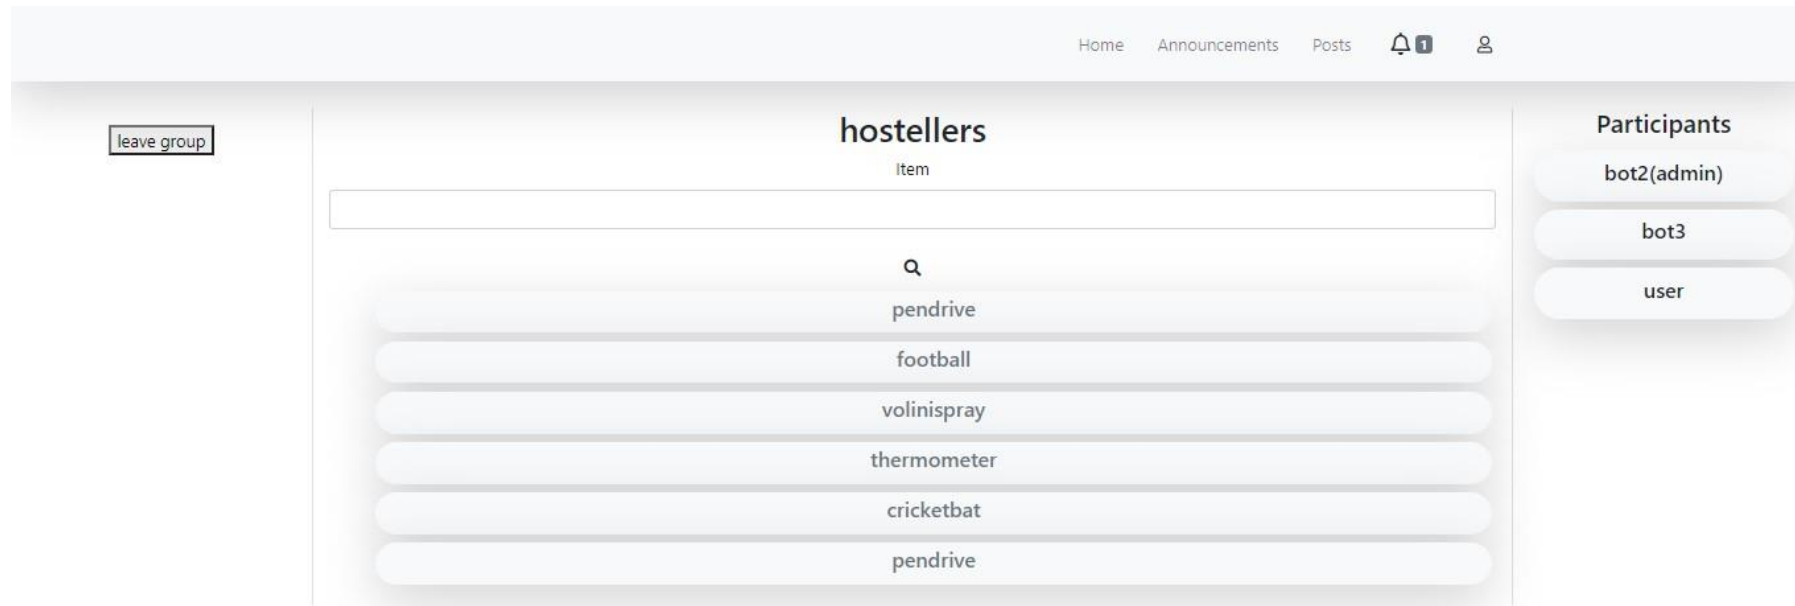 Home Announcements Posts 1
leave group
hostellers
Item
pendrive
football
volinispray
thermometer
cricketbat
pendrive
Participants
bot2(admin)
bot3
user